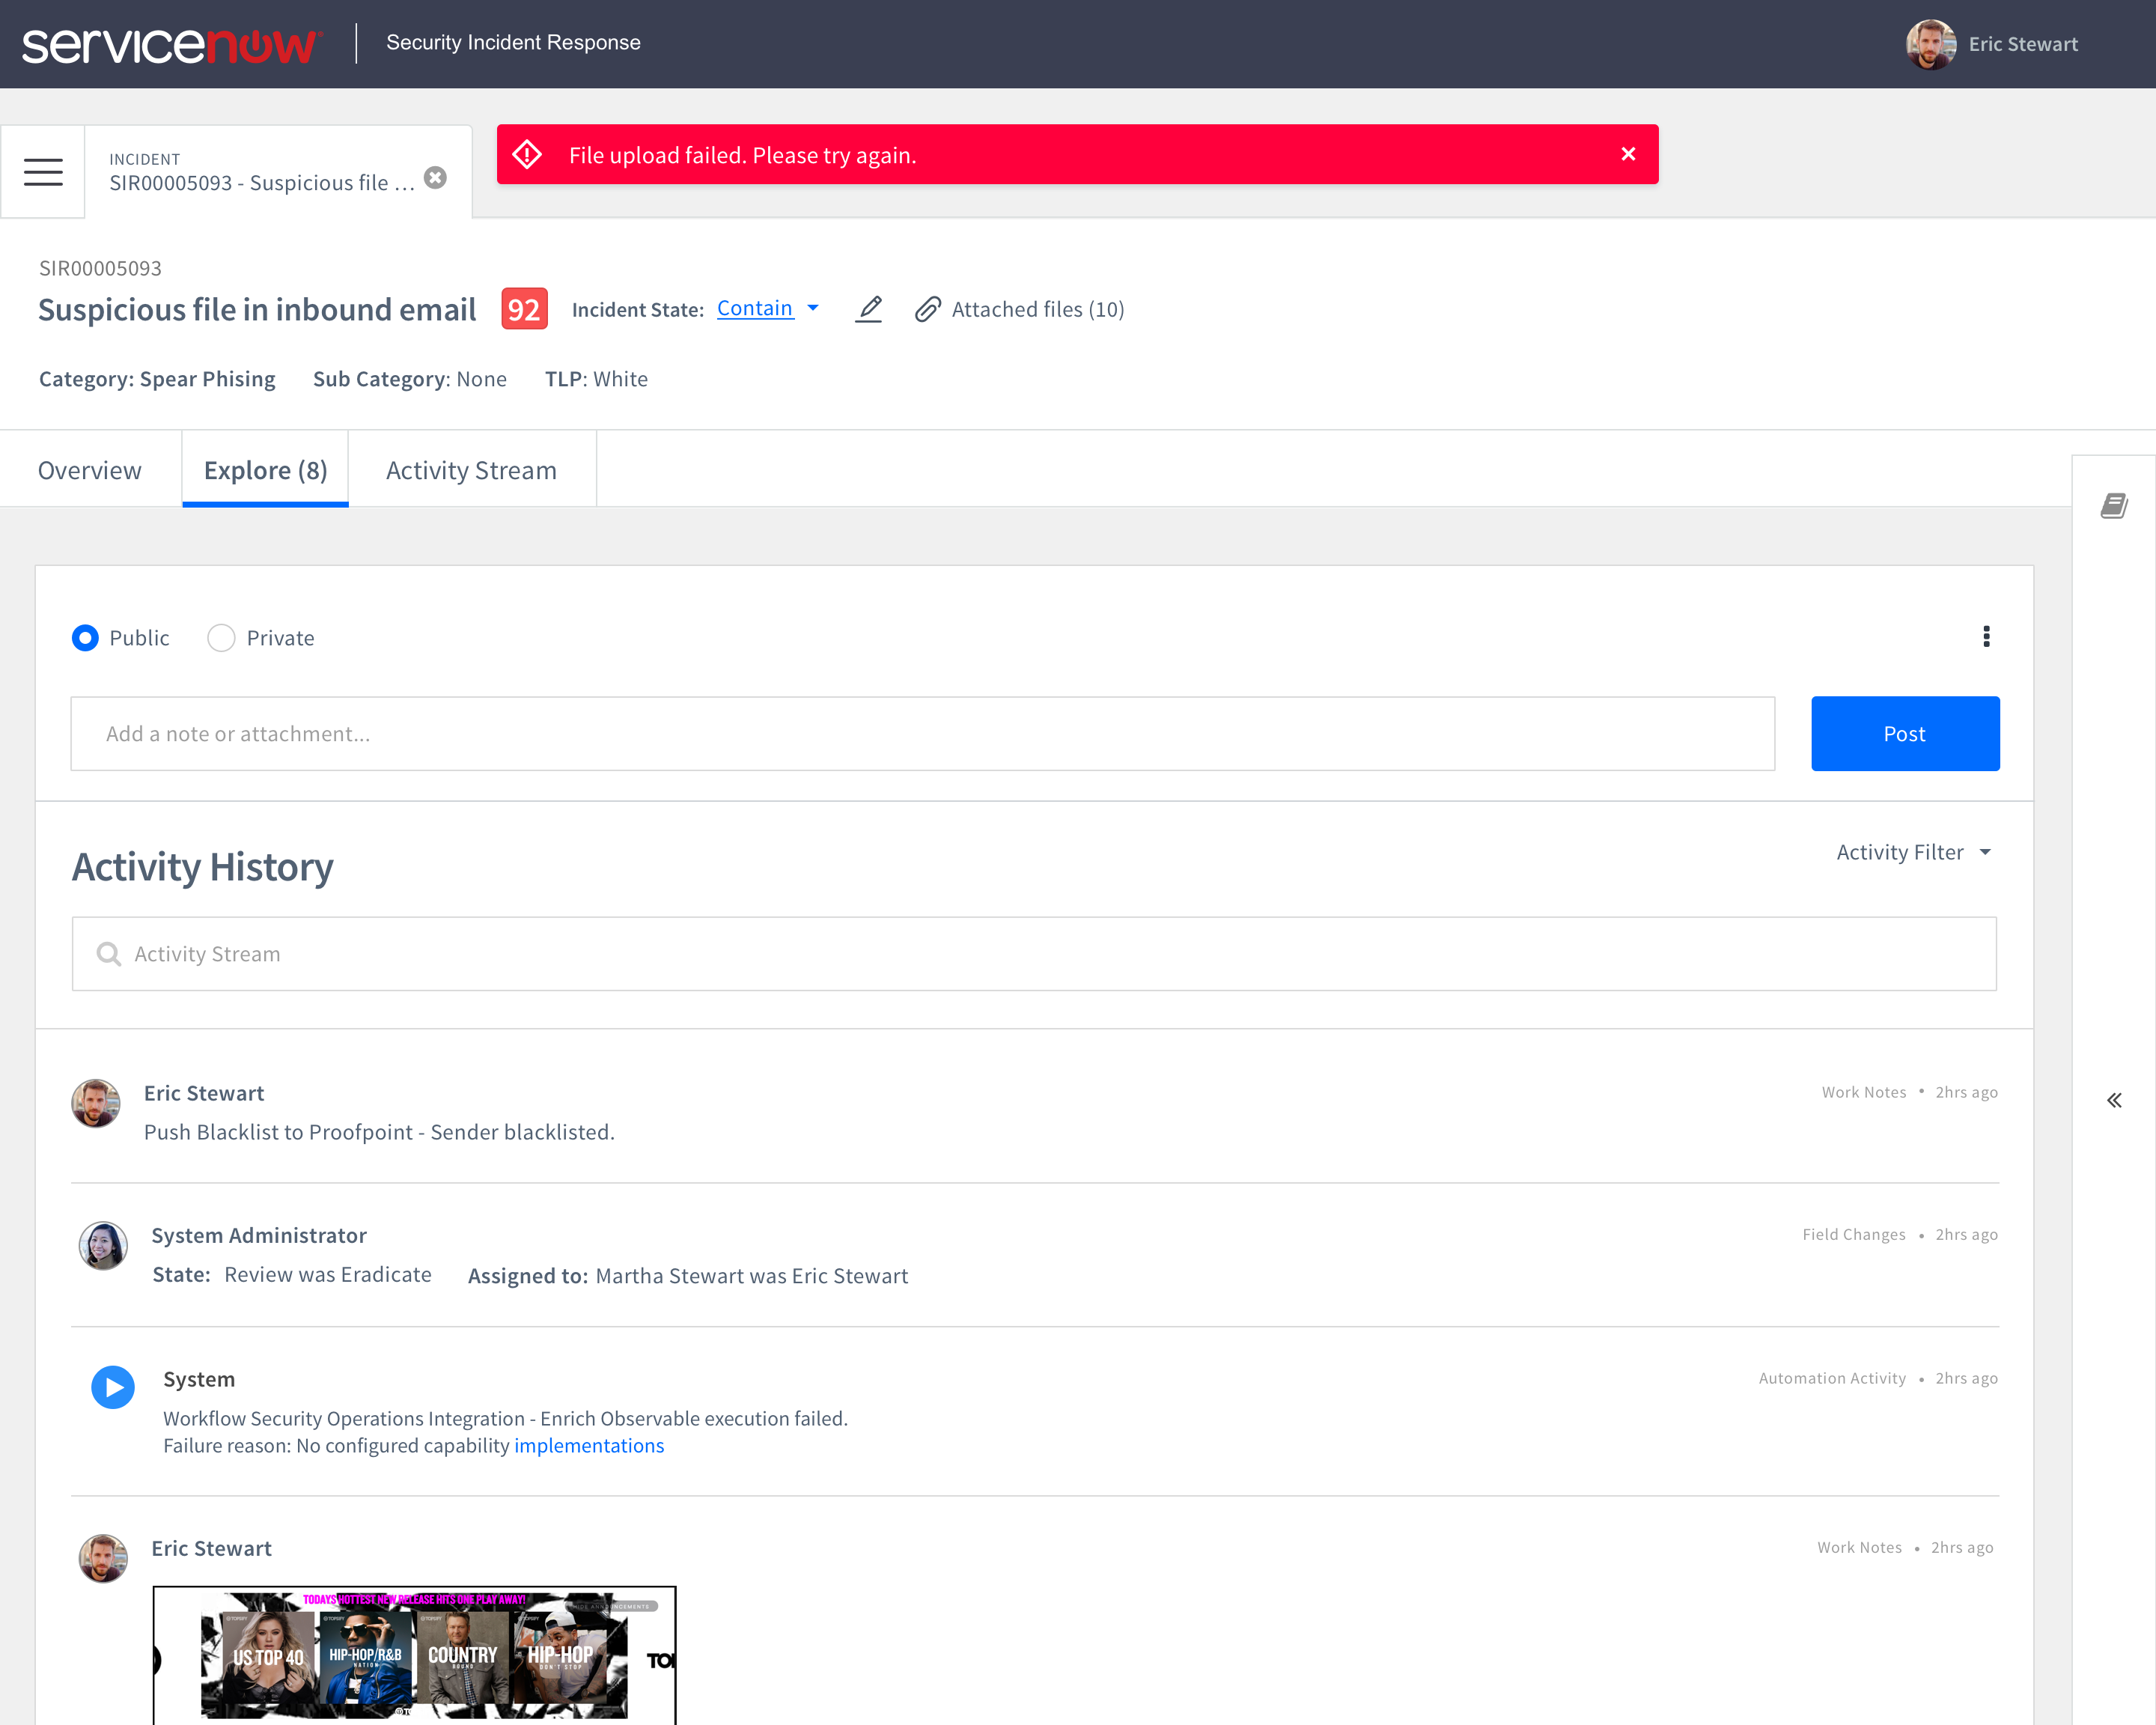 servicenow
Security Incident Response
Eric Stewart
INCIDENT
SIR00005093 - Suspicious file ...
File upload failed. Please try again.
SIR00005093
Suspicious file in inbound email
92
Incident State: Contain
Attached files (10)
Category: Spear Phising
Sub Category: None
TLP: White
Overview
Explore (8)
Activity Stream
Public
Private
Add a note or attachment...
Post
Activity History
Activity Filter
Activity Stream
Eric Stewart
Work Notes • 2hrs ago
Push Blacklist to Proofpoint - Sender blacklisted.
System Administrator
Field Changes • 2hrs ago
State: Review was Eradicate
Assigned to: Martha Stewart was Eric Stewart
System
Automation Activity • 2hrs ago
Workflow Security Operations Integration - Enrich Observable execution failed.
Failure reason: No configured capability implementations
Eric Stewart
Work Notes • 2hrs ago
TODAYS HOTTEST NEW RELEASE HITS ONE PLAY AWAY!
US TOP 40
HIP-HOP/R&B
NATION
COUNTRY
HIP-HOP
DON'T STOP